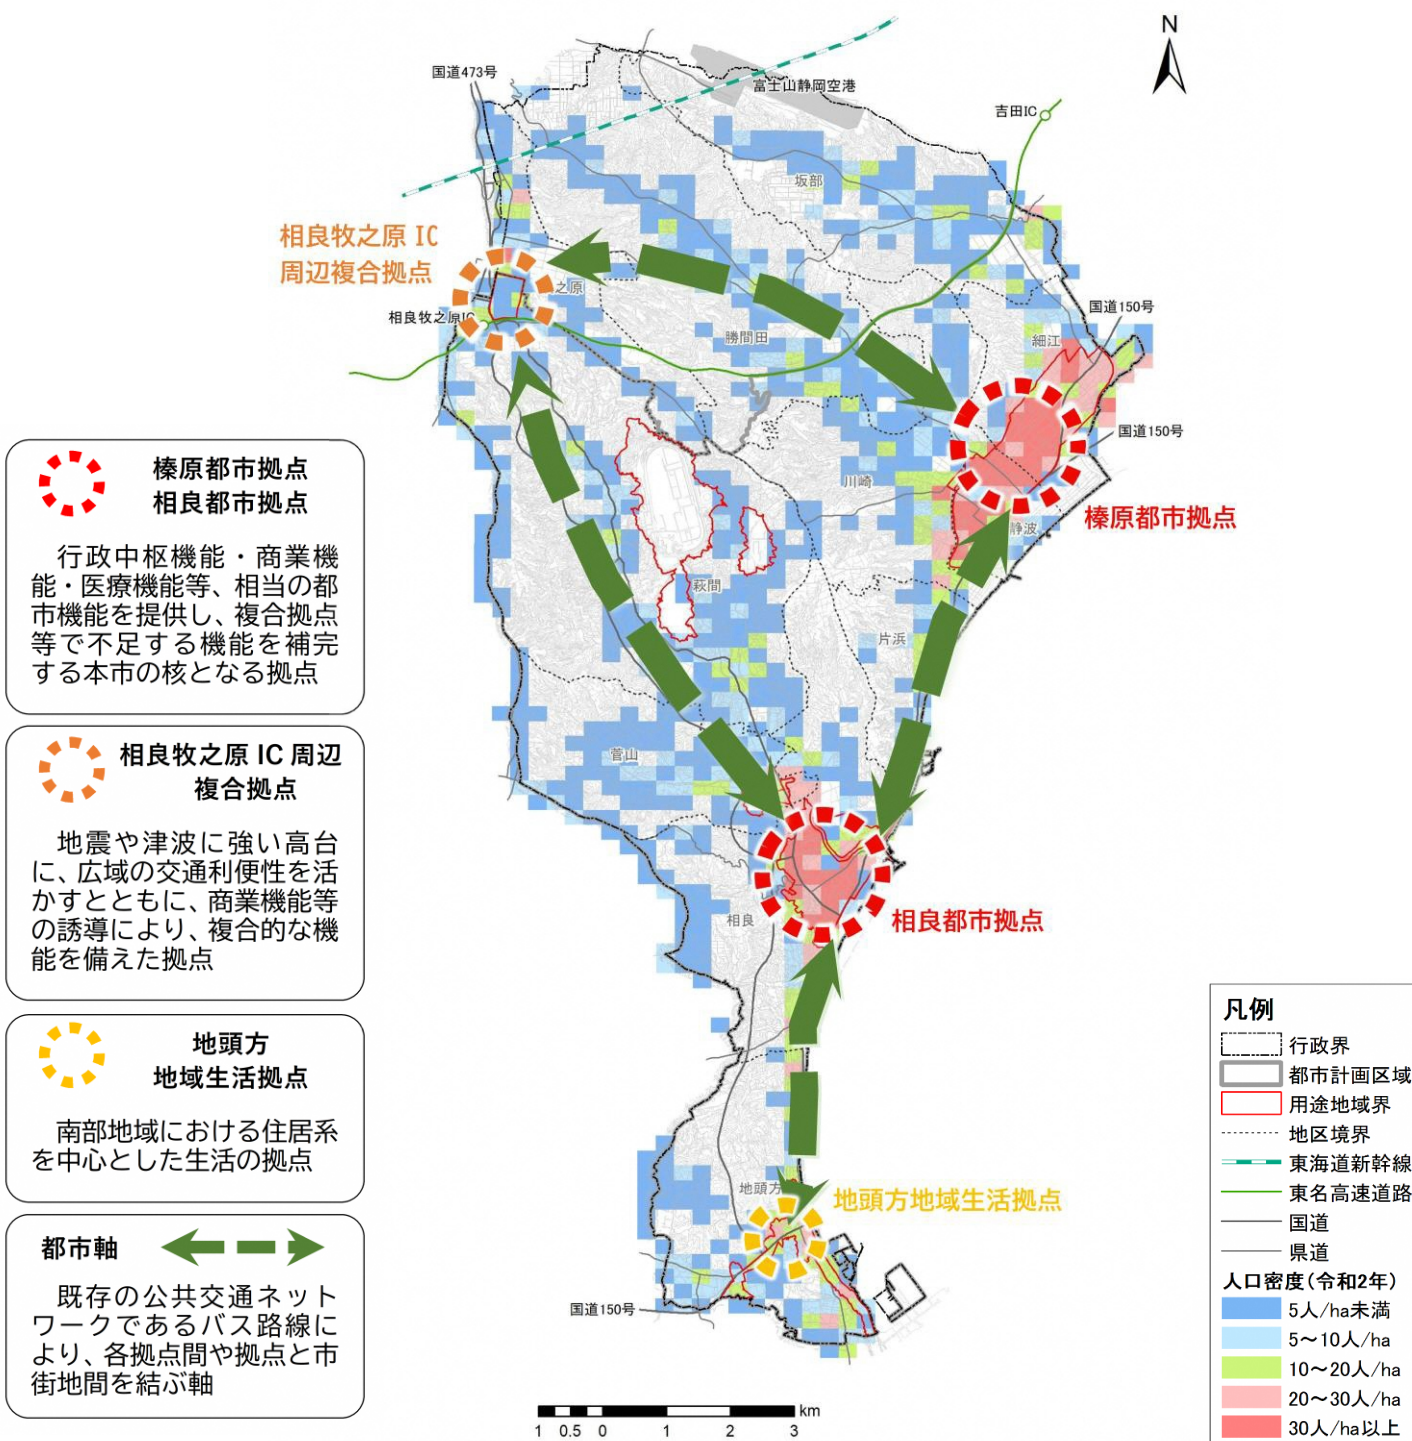 N
国道473号
富士山静岡空港
吉田IC
坂部
相良牧之原 IC
周辺複合拠点
之原
国道150号
相良牧之原IC
勝間田
細江
国道150号
川崎
静波
榛原都市拠点
萩間
片浜
菅山
相良
相良都市拠点
地頭方
地頭方地域生活拠点
国道150号
榛原都市拠点
相良都市拠点
行政中枢機能・商業機
能・医療機能等、相当の都
市機能を提供し、複合拠点
等で不足する機能を補完
する本市の核となる拠点
相良牧之原 IC 周辺
複合拠点
地震や津波に強い高台
に、広域の交通利便性を活
かすとともに、商業機能等
の誘導により、複合的な機
能を備えた拠点
地頭方
地域生活拠点
南部地域における住居系
を中心とした生活の拠点
都市軸
既存の公共交通ネット
ワークであるバス路線に
より、各拠点間や拠点と市
街地間を結ぶ軸
km
1 0.5 0 1 2 3
凡例
行政界
都市計画区域
用途地域界
地区境界
東海道新幹線
東名高速道路
国道
県道
人口密度(令和2年)
5人/ha未満
5～10人/ha
10～20人/ha
20～30人/ha
30人/ha以上